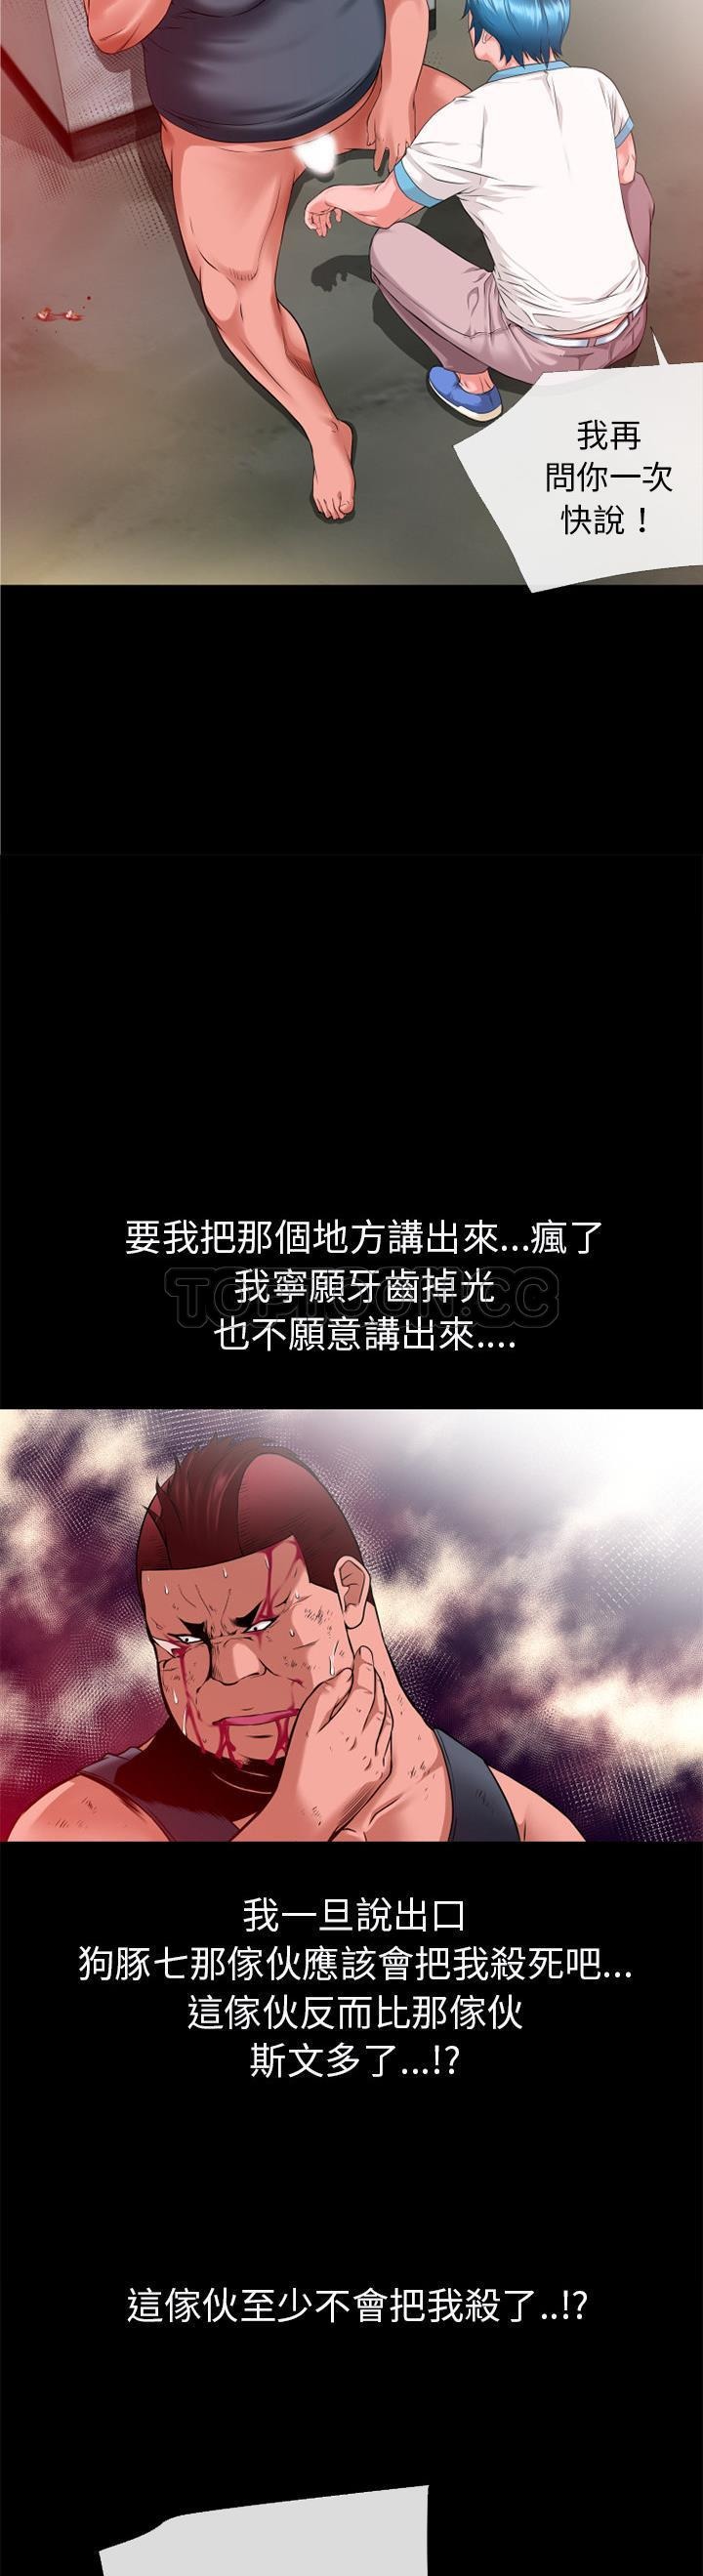 我再
問你一次
快說！
要我把那個地方講出來...瘋了
我寧願牙齒掉光
TOPTOON.CC
也不願意講出來....
我一旦說出口
狗豚七那傢伙應該會把我殺死吧...
這傢伙反而比那傢伙
斯文多了...!?
這傢伙至少不會把我殺了..!?